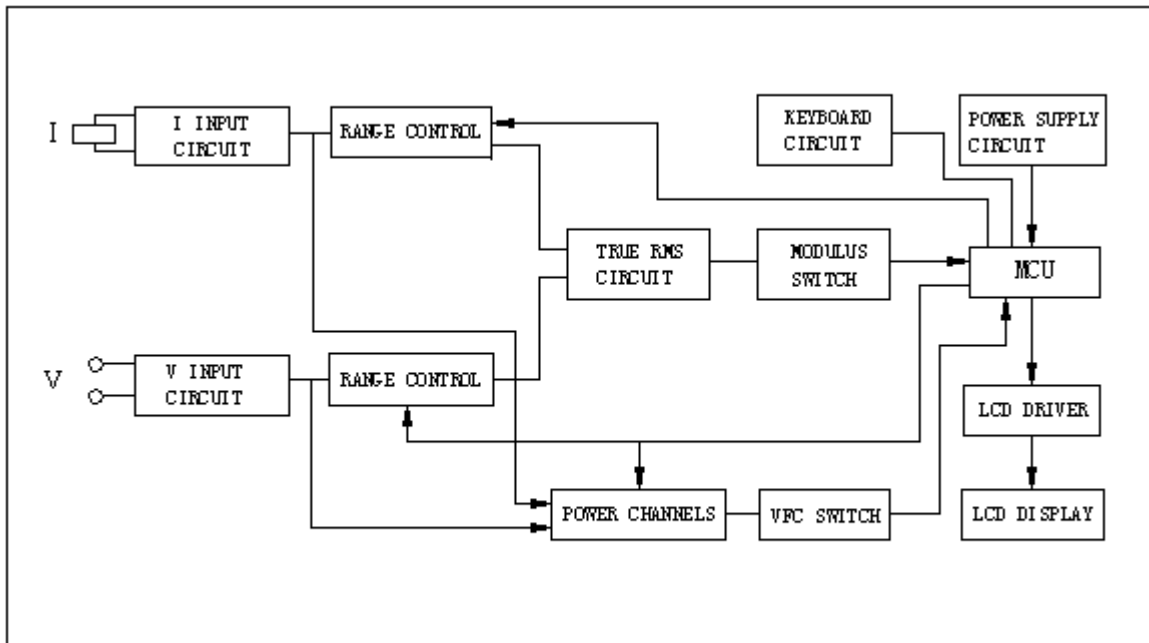 I
I INPUT
CIRCUIT
RANGE CONTROL
KEYBOARD
CIRCUIT
POWER SUPPLY
CIRCUIT
TRUE RMS
CIRCUIT
MODULUS
SWITCH
MCU
V
V INPUT
CIRCUIT
RANGE CONTROL
LCD DRIVER
POWER CHANNELS
VFC SWITCH
LCD DISPLAY